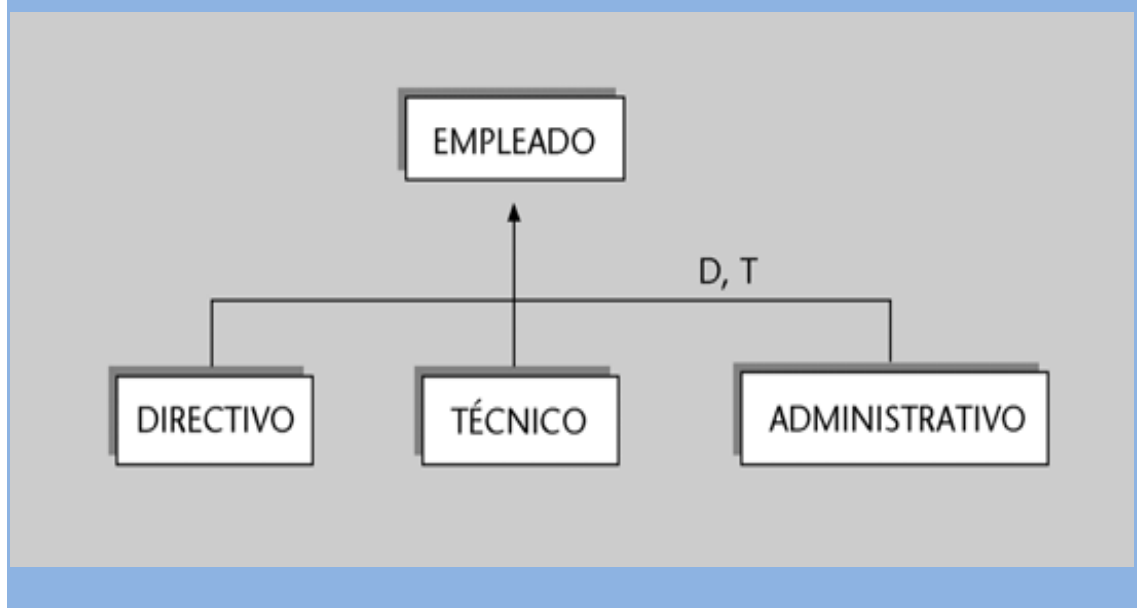 EMPLEADO
D, T
DIRECTIVO
TÉCNICO
ADMINISTRATIVO